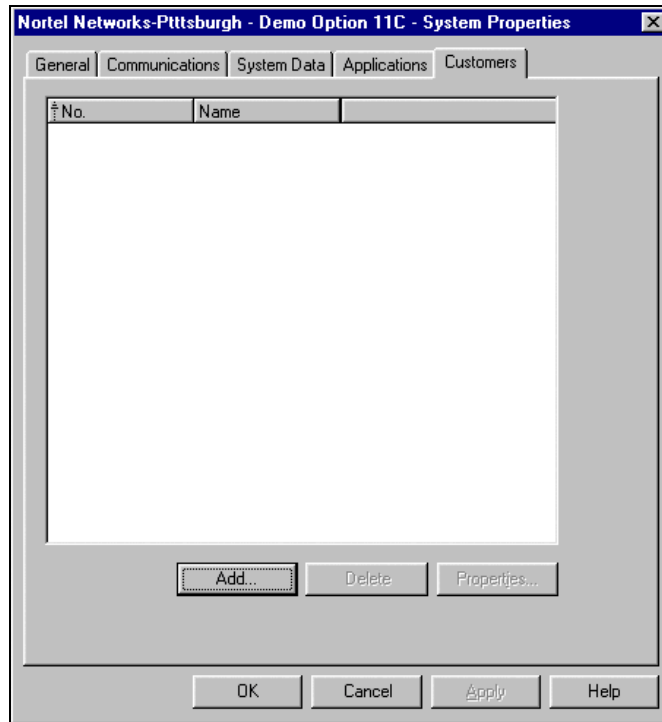 Nortel Networks-Ptttsburgh - Demo Option 11C - System Properties
General Communications System Data Applications Customers
No. Name
Add... Delete Properties...
OK Cancel Apply Help